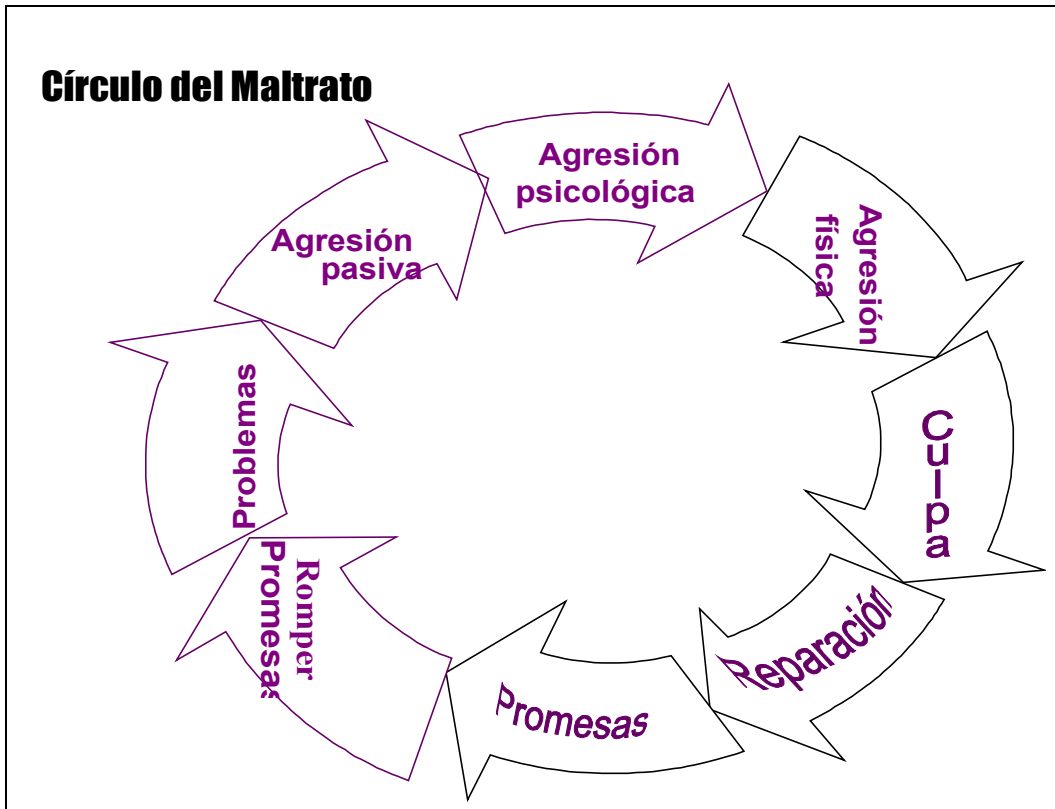 Círculo del Maltrato
Agresión
psicológica
Agresión
física
Culpa
Reparación
Promesas
Romper
Promesas
Problemas
Agresión
pasiva